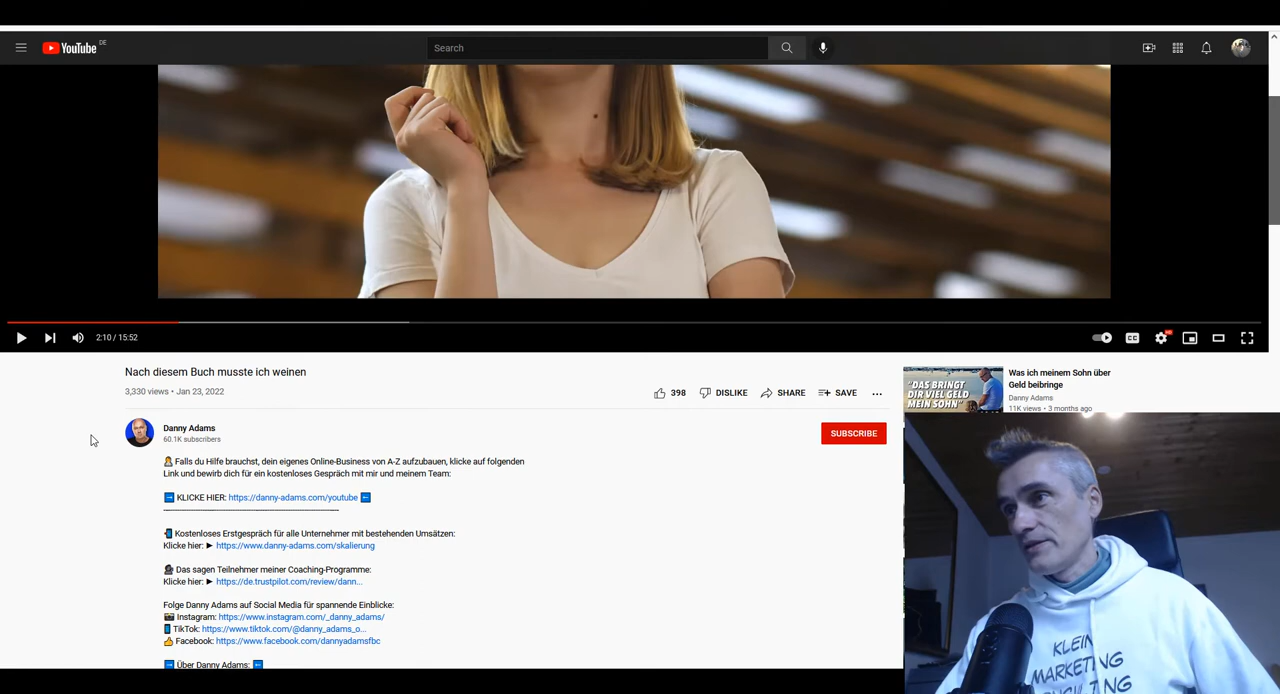 YouTube DE
Search
2:10 / 15:52
CC
HD
Nach diesem Buch musste ich weinen
3,330 views • Jan 23, 2022
398 DISLIKE SHARE SAVE ...
Danny Adams
60.1K subscribers
SUBSCRIBE
Falls du Hilfe brauchst, dein eigenes Online-Business von A-Z aufzubauen, klicke auf folgenden
Link und bewirb dich für ein kostenloses Gespräch mit mir und meinem Team:
KLICKE HIER: https://danny-adams.com/youtube
Kostenloses Erstgespräch für alle Unternehmer mit bestehenden Umsätzen:
Klicke hier: ► https://www.danny-adams.com/skalierung
Das sagen Teilnehmer meiner Coaching-Programme:
Klicke hier: ► https://de.trustpilot.com/review/dann...
Folge Danny Adams auf Social Media für spannende Einblicke:
Instagram: https://www.instagram.com/_danny_adams/
TikTok: https://www.tiktok.com/@danny_adams_o...
Facebook: https://www.facebook.com/dannyadamsfbc
Über Danny Adams:
"DAS BRINGT
DIR VIEL GELD
MEIN SOHN"
Was ich meinem Sohn über
Geld beibringe
Danny Adams
11K views • 3 months ago
KLEIN
MARKETING